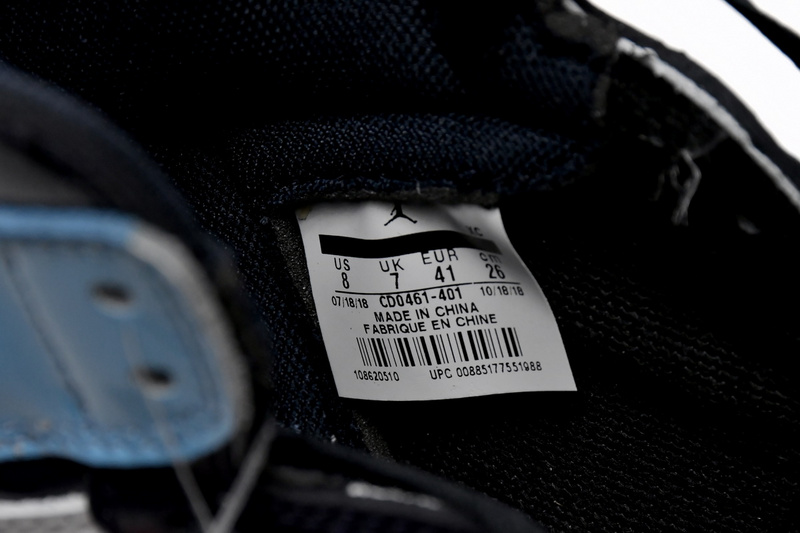 XC
US UK EUR cm
8 7 41 26
07/18/18 CD0461-401 10/18/18
MADE IN CHINA
FABRIQUE EN CHINE
108620510 UPC 00885177551988